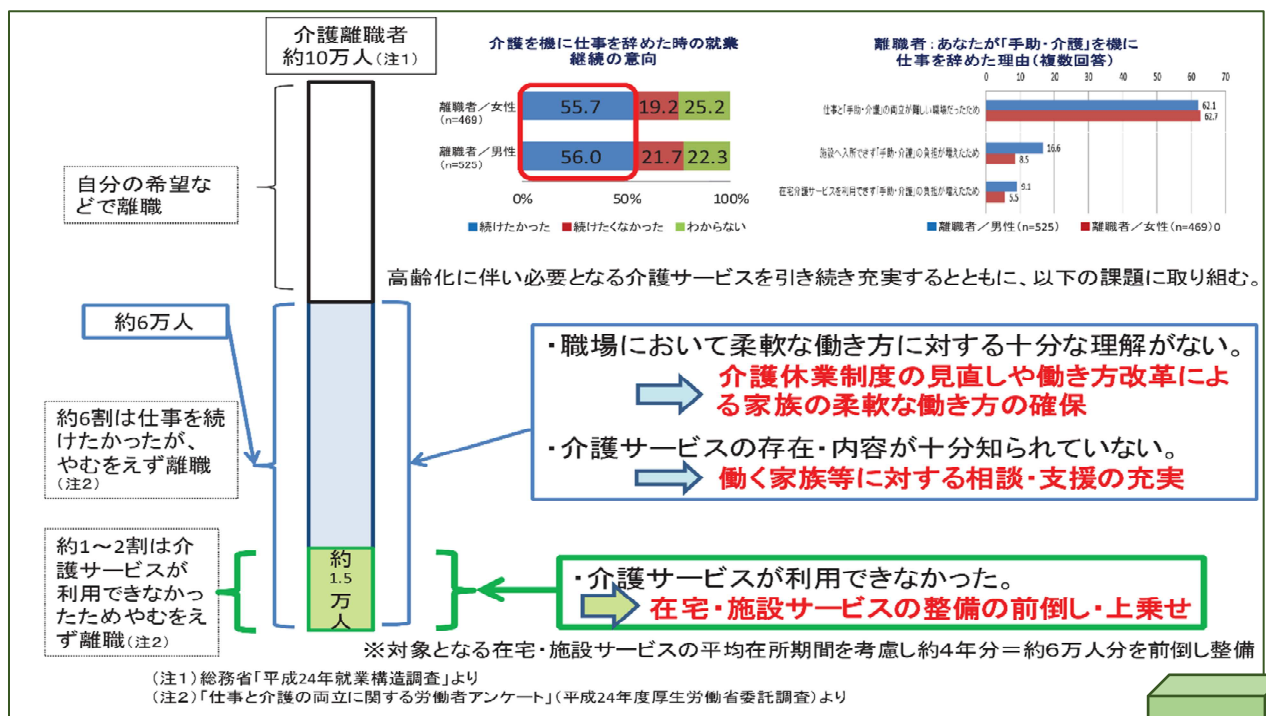 介護離職者
約10万人(注1)
介護を機に仕事を辞めた時の就業
継続の意向
離職者/女性
(n=469)
55.7
19.2
25.2
離職者/男性
(n=525)
56.0
21.7
22.3
0%
50%
100%
■続けたかった ■続けたくなかった ■わからない
離職者:あなたが「手助・介護」を機に
仕事を辞めた理由(複数回答)
0 10 20 30 40 50 60 70
仕事と「手助・介護」の両立が難しい職場だったため
62.1
62.7
施設へ入所できず「手助・介護」の負担が増えたため
16.6
8.5
在宅介護サービスを利用できず「手助・介護」の負担が増えたため
9.1
5.5
■離職者/男性(n=525) ■離職者/女性(n=469)0
自分の希望な
どで離職
高齢化に伴い必要となる介護サービスを引き続き充実するとともに、以下の課題に取り組む。
約6万人
約6割は仕事を続
けたかったが、
やむをえず離職
(注2)
・職場において柔軟な働き方に対する十分な理解がない。
介護休業制度の見直しや働き方改革によ
る家族の柔軟な働き方の確保
・介護サービスの存在・内容が十分知られていない。
働く家族等に対する相談・支援の充実
約1~2割は介
護サービスが
利用できなか
ったためやむをえ
ず離職(注2)
約
1.5
万
人
・介護サービスが利用できなかった。
在宅・施設サービスの整備の前倒し・上乗せ
※対象となる在宅・施設サービスの平均在所期間を考慮し約4年分=約6万人分を前倒し整備
(注1)総務省「平成24年就業構造調査」より
(注2)「仕事と介護の両立に関する労働者アンケート」(平成24年度厚生労働省委託調査)より